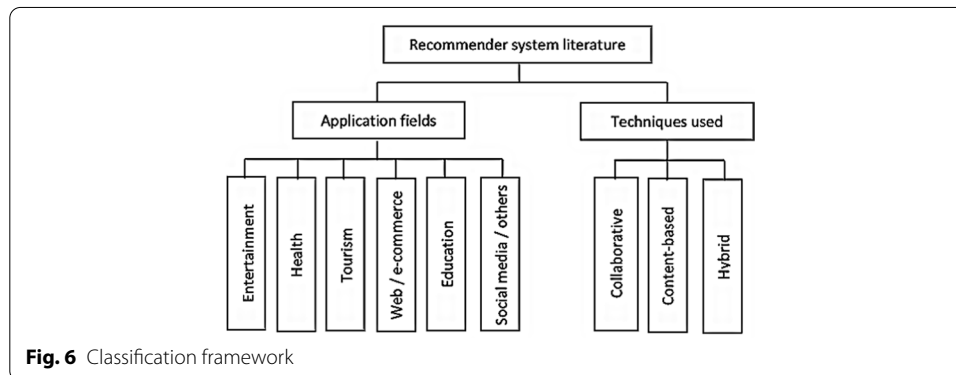 Recommender system literature
Application fields
Techniques used
Entertainment
Health
Tourism
Web / e-commerce
Education
Social media / others
Collaborative
Content-based
Hybrid
Fig. 6 Classification framework